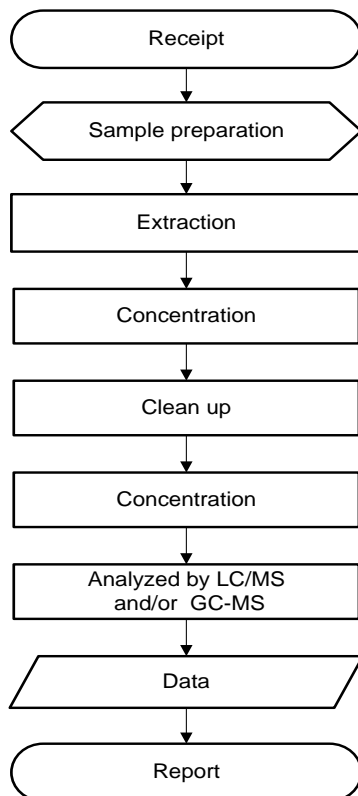 Receipt
Sample preparation
Extraction
Concentration
Clean up
Concentration
Analyzed by LC/MS
and/or GC-MS
Data
Report